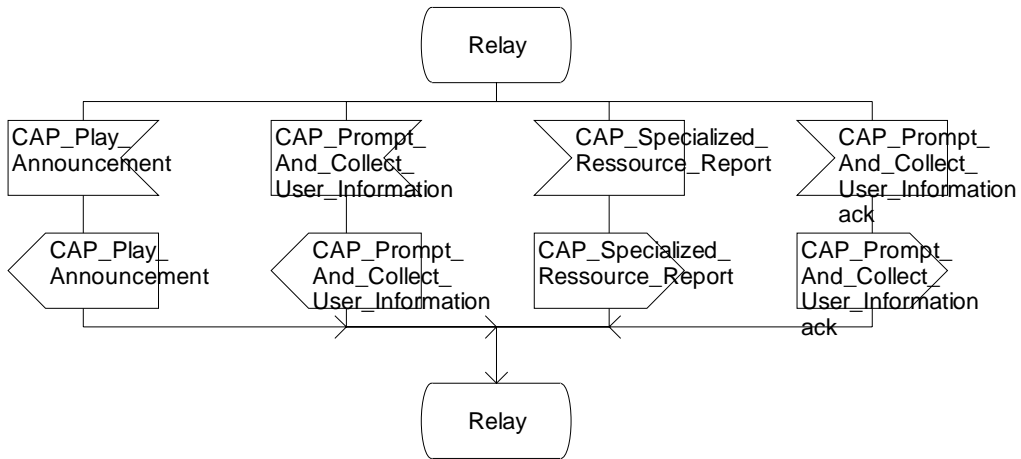 Relay
CAP_Play_
Announcement
CAP_Prompt_
And_Collect_
User_Information
CAP_Specialized_
Ressource_Report
CAP_Prompt_
And_Collect_
User_Information
ack
CAP_Play_
Announcement
CAP_Prompt_
And_Collect_
User_Information
CAP_Specialized_
Ressource_Report
CAP_Prompt_
And_Collect_
User_Information
ack
Relay